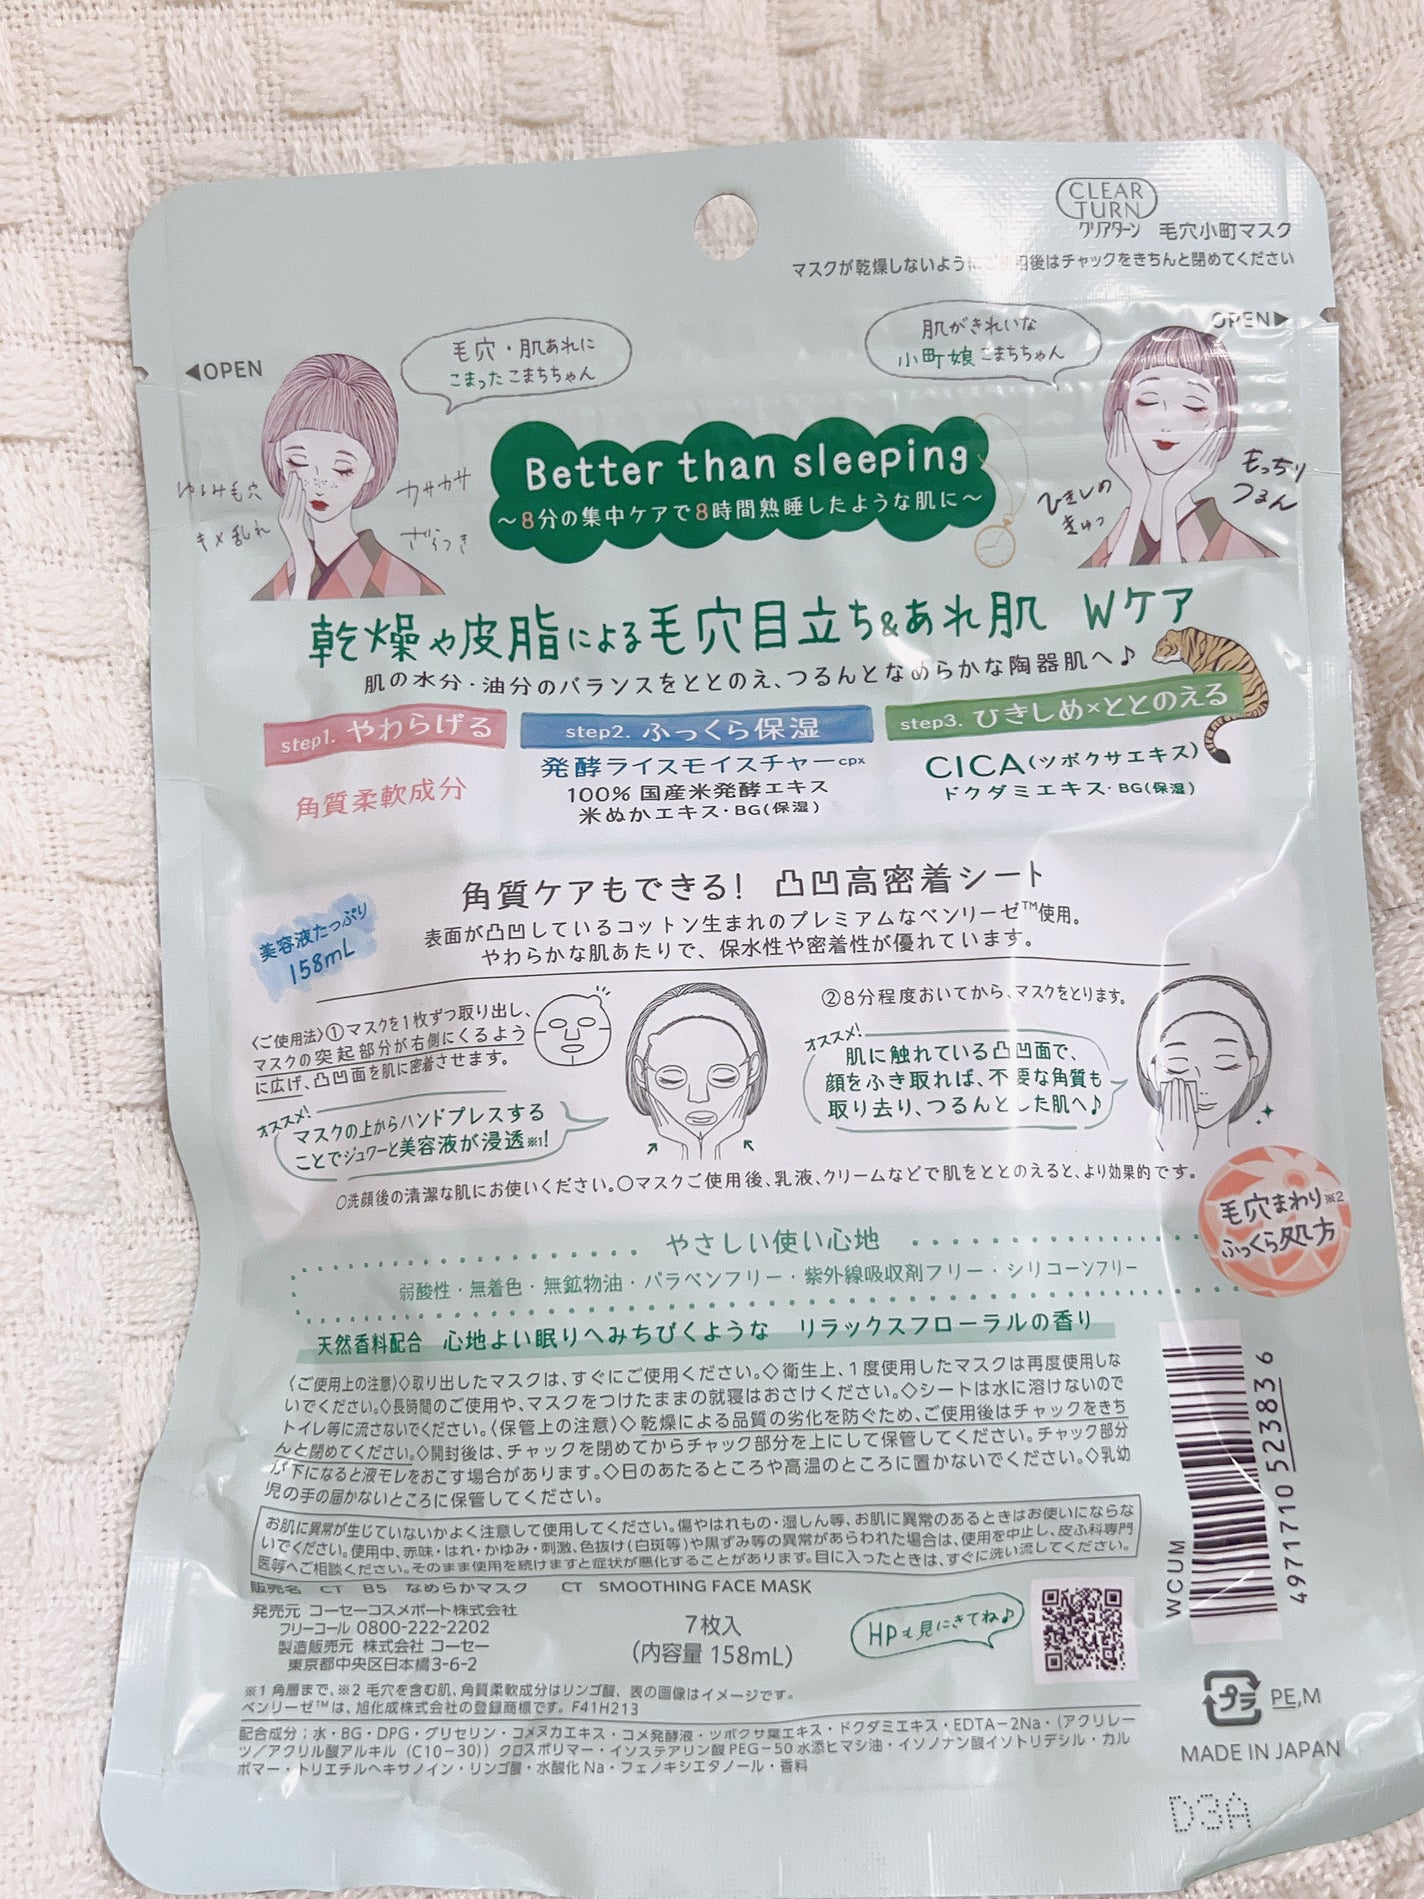 CLEAR
TURN
クリアターン 毛穴小町マスク
マスクが乾燥しないようにご使用後はチャックをきちんと閉めてください
◀OPEN
OPEN▶
毛穴・肌あれに
こまったこまちちゃん
肌がきれいな
小町娘こまちちゃん
ゆるみ毛穴
キメ乱れ
カサカサ
ざらつき
Better than sleeping
～8分の集中ケアで8時間熟睡したような肌に～
ひきしめ
きゅっ
もっちり
つるん
乾燥や皮脂による毛穴目立ち&あれ肌 Wケア
肌の水分・油分のバランスをととのえ、つるんとなめらかな陶器肌へ♪
step1. やわらげる
角質柔軟成分
step2. ふっくら保湿
発酵ライスモイスチャーcpx
100% 国産米発酵エキス
米ぬかエキス・BG(保湿)
step3. ひきしめ×ととのえる
CICA(ツボクサエキス)
ドクダミエキス・BG(保湿)
美容液たっぷり
158mL
角質ケアもできる! 凸凹高密着シート
表面が凸凹しているコットン生まれのプレミアムなベンリーゼ™使用。
やわらかな肌あたりで、保水性や密着性が優れています。
〈ご使用法〉①マスクを1枚ずつ取り出し、
マスクの突起部分が右側にくるよう
に広げ、凸凹面を肌に密着させます。
オススメ!
マスクの上からハンドプレスする
ことでジュワーと美容液が浸透※1!
②8分程度おいてから、マスクをとります。
オススメ!
肌に触れている凸凹面で、
顔をふき取れば、不要な角質も
取り去り、つるんとした肌へ♪
○洗顔後の清潔な肌にお使いください。○マスクご使用後、乳液、クリームなどで肌をととのえると、より効果的です。
毛穴まわり※2
ふっくら処方
やさしい使い心地
弱酸性・無着色・無鉱物油・パラベンフリー・紫外線吸収剤フリー・シリコーンフリー
天然香料配合 心地よい眠りへみちびくような リラックスフローラルの香り
〈ご使用上の注意〉◇取り出したマスクは、すぐにご使用ください。◇衛生上、1度使用したマスクは再度使用しな
いでください。◇長時間のご使用や、マスクをつけたままの就寝はおさけください。◇シートは水に溶けないので
トイレ等に流さないでください。〈保管上の注意〉◇乾燥による品質の劣化を防ぐため、ご使用後はチャックをきち
んと閉めてください。◇開封後は、チャックを閉めてからチャック部分を上にして保管してください。チャック部分
が下になると液モレをおこす場合があります。◇日のあたるところや高温のところに置かないでください。◇乳幼
児の手の届かないところに保管してください。
お肌に異常が生じていないかよく注意して使用してください。傷やはれもの・湿しん等、お肌に異常のあるときはお使いにならな
いでください。使用中、赤味・はれ・かゆみ・刺激、色抜け(白斑等)や黒ずみ等の異常があらわれた場合は、使用を中止し、皮ふ科専門
医等へご相談ください。そのまま使用を続けますと症状が悪化することがあります。目に入ったときは、すぐに洗い流してください。
販売名 CT BS なめらかマスク CT SMOOTHING FACE MASK
発売元 コーセーコスメポート株式会社
フリーコール 0800-222-2202
製造販売元 株式会社 コーセー
東京都中央区日本橋3-6-2
7枚入
(内容量 158mL)
HPも見にきてね♪
※1 角層まで、※2 毛穴を含む肌、角質柔軟成分はリンゴ酸、表の画像はイメージです。
ベンリーゼ™は、旭化成株式会社の登録商標です。F41H213
配合成分；水・BG・DPG・グリセリン・コメヌカエキス・コメ発酵液・ツボクサ葉エキス・ドクダミエキス・EDTA－2Na・(アクリレー
ツ/アクリル酸アルキル (C10－30)) クロスポリマー・イソステアリン酸 PEG－50 水添ヒマシ油・イソノナン酸イソトリデシル・カル
ボマー・トリエチルヘキサノイン・リンゴ酸・水酸化 Na・フェノキシエタノール・香料
WCUM
4971710 523836
プラ
PE,M
MADE IN JAPAN
D3A